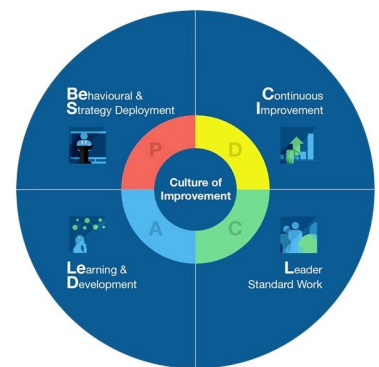 Behavioural &
Strategy Deployment
Continuous
Improvement
P
D
Culture of
Improvement
A
C
Learning &
Development
Leader
Standard Work